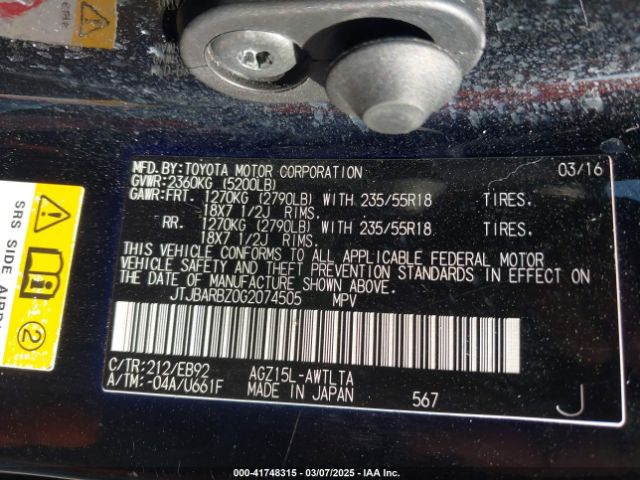 MFD. BY: TOYOTA MOTOR CORPORATION 03/16
GVWR: 2360KG (5200LB)
GAWR: FRT. 1270KG (2790LB) WITH 235/55R18 TIRES.
18X7 1/2J RIMS.
RR. 1270KG (2790LB) WITH 235/55R18 TIRES.
18X7 1/2J RIMS.
THIS VEHICLE CONFORMS TO ALL APPLICABLE FEDERAL MOTOR
VEHICLE SAFETY AND THEFT PREVENTION STANDARDS IN EFFECT ON
THE DATE OF MANUFACTURE SHOWN ABOVE.
JTJBARBZ0G2074505 MPV
C/TR: 212/EB92 AGZ15L-AWTLTA
A/TM: -04A/U661F MADE IN JAPAN 567 J
SRS SIDE
2
000-41748315 - 03/07/2025 - IAA Inc.